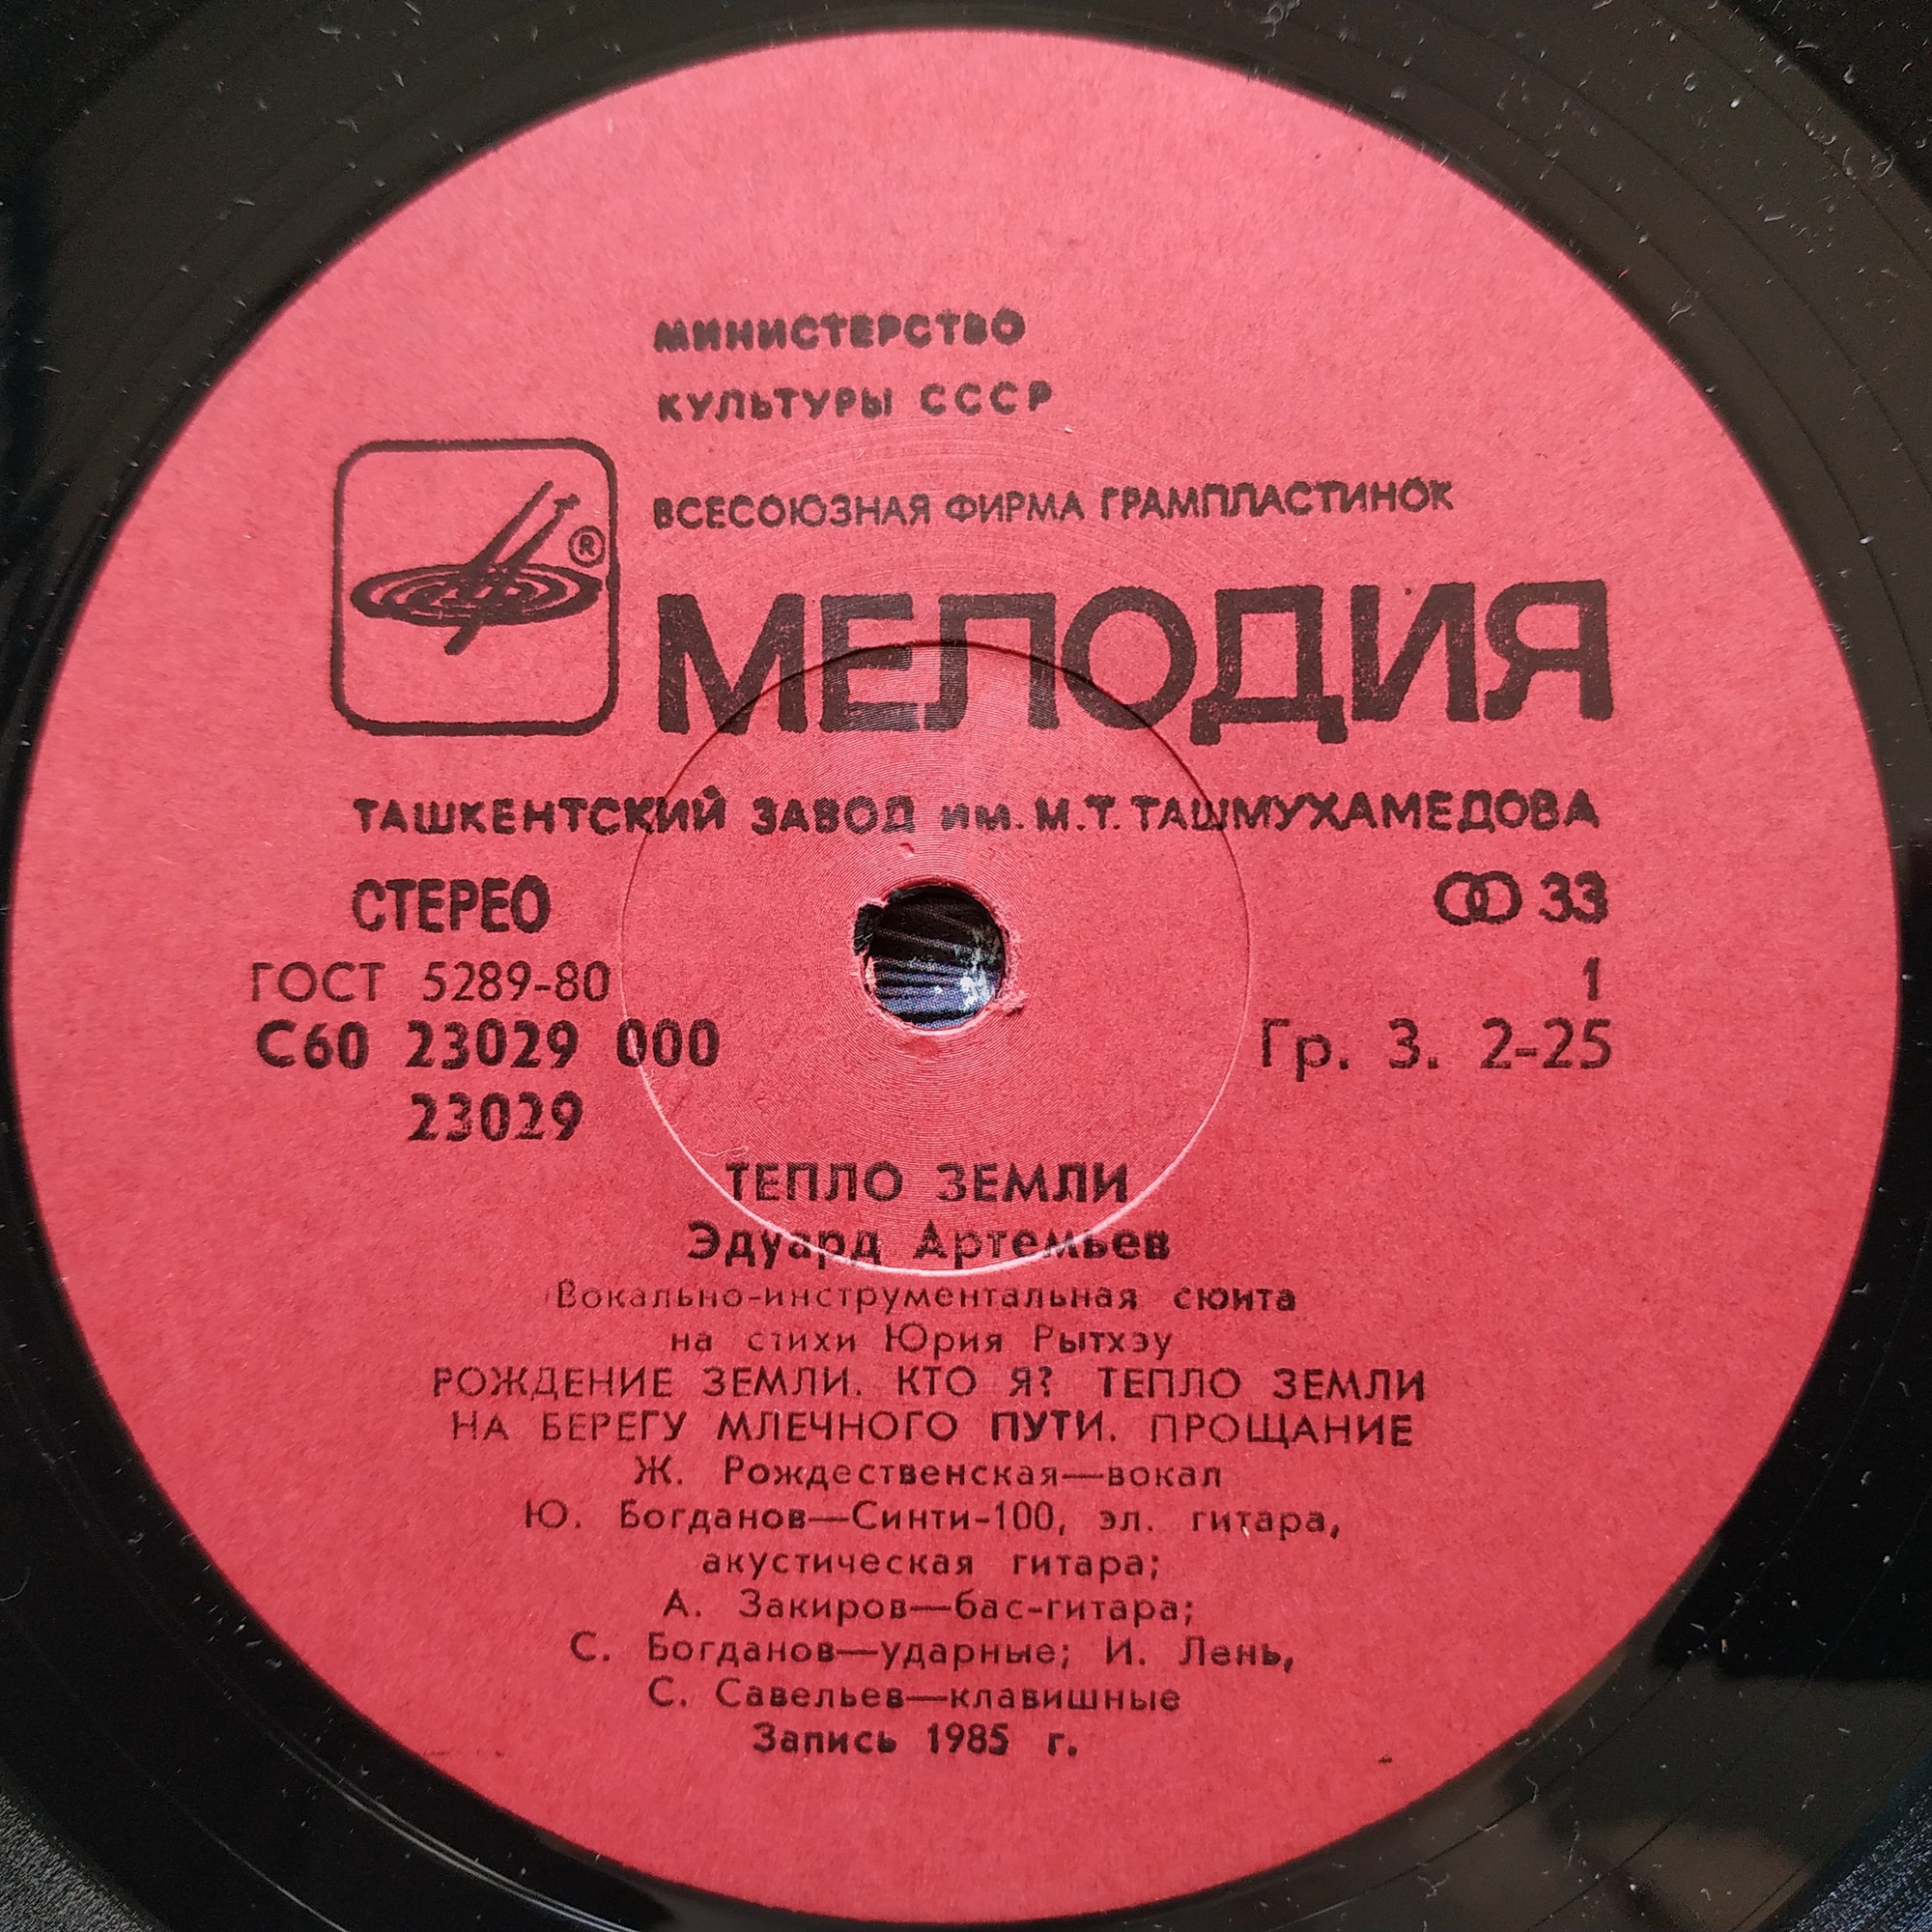 МИНИСТЕРСТВО
КУЛЬТУРЫ СССР
ВСЕСОЮЗНАЯ ФИРМА ГРАМПЛАСТИНОК
®
МЕЛОДИЯ
ТАШКЕНТСКИЙ ЗАВОД им. М.Т. ТАШМУХАМЕДОВА
СТЕРЕО 33
ГОСТ 5289-80 1
С60 23029 000 Гр. 3. 2-25
23029
ТЕПЛО ЗЕМЛИ
Эдуард Артемьев
Вокально-инструментальная сюита
на стихи Юрия Рытхэу
РОЖДЕНИЕ ЗЕМЛИ. КТО Я? ТЕПЛО ЗЕМЛИ
НА БЕРЕГУ МЛЕЧНОГО ПУТИ. ПРОЩАНИЕ
Ж. Рождественская—вокал
Ю. Богданов—Синти-100, эл. гитара,
акустическая гитара;
А. Закиров—бас-гитара;
С. Богданов—ударные; И. Лень,
С. Савельев—клавишные
Запись 1985 г.